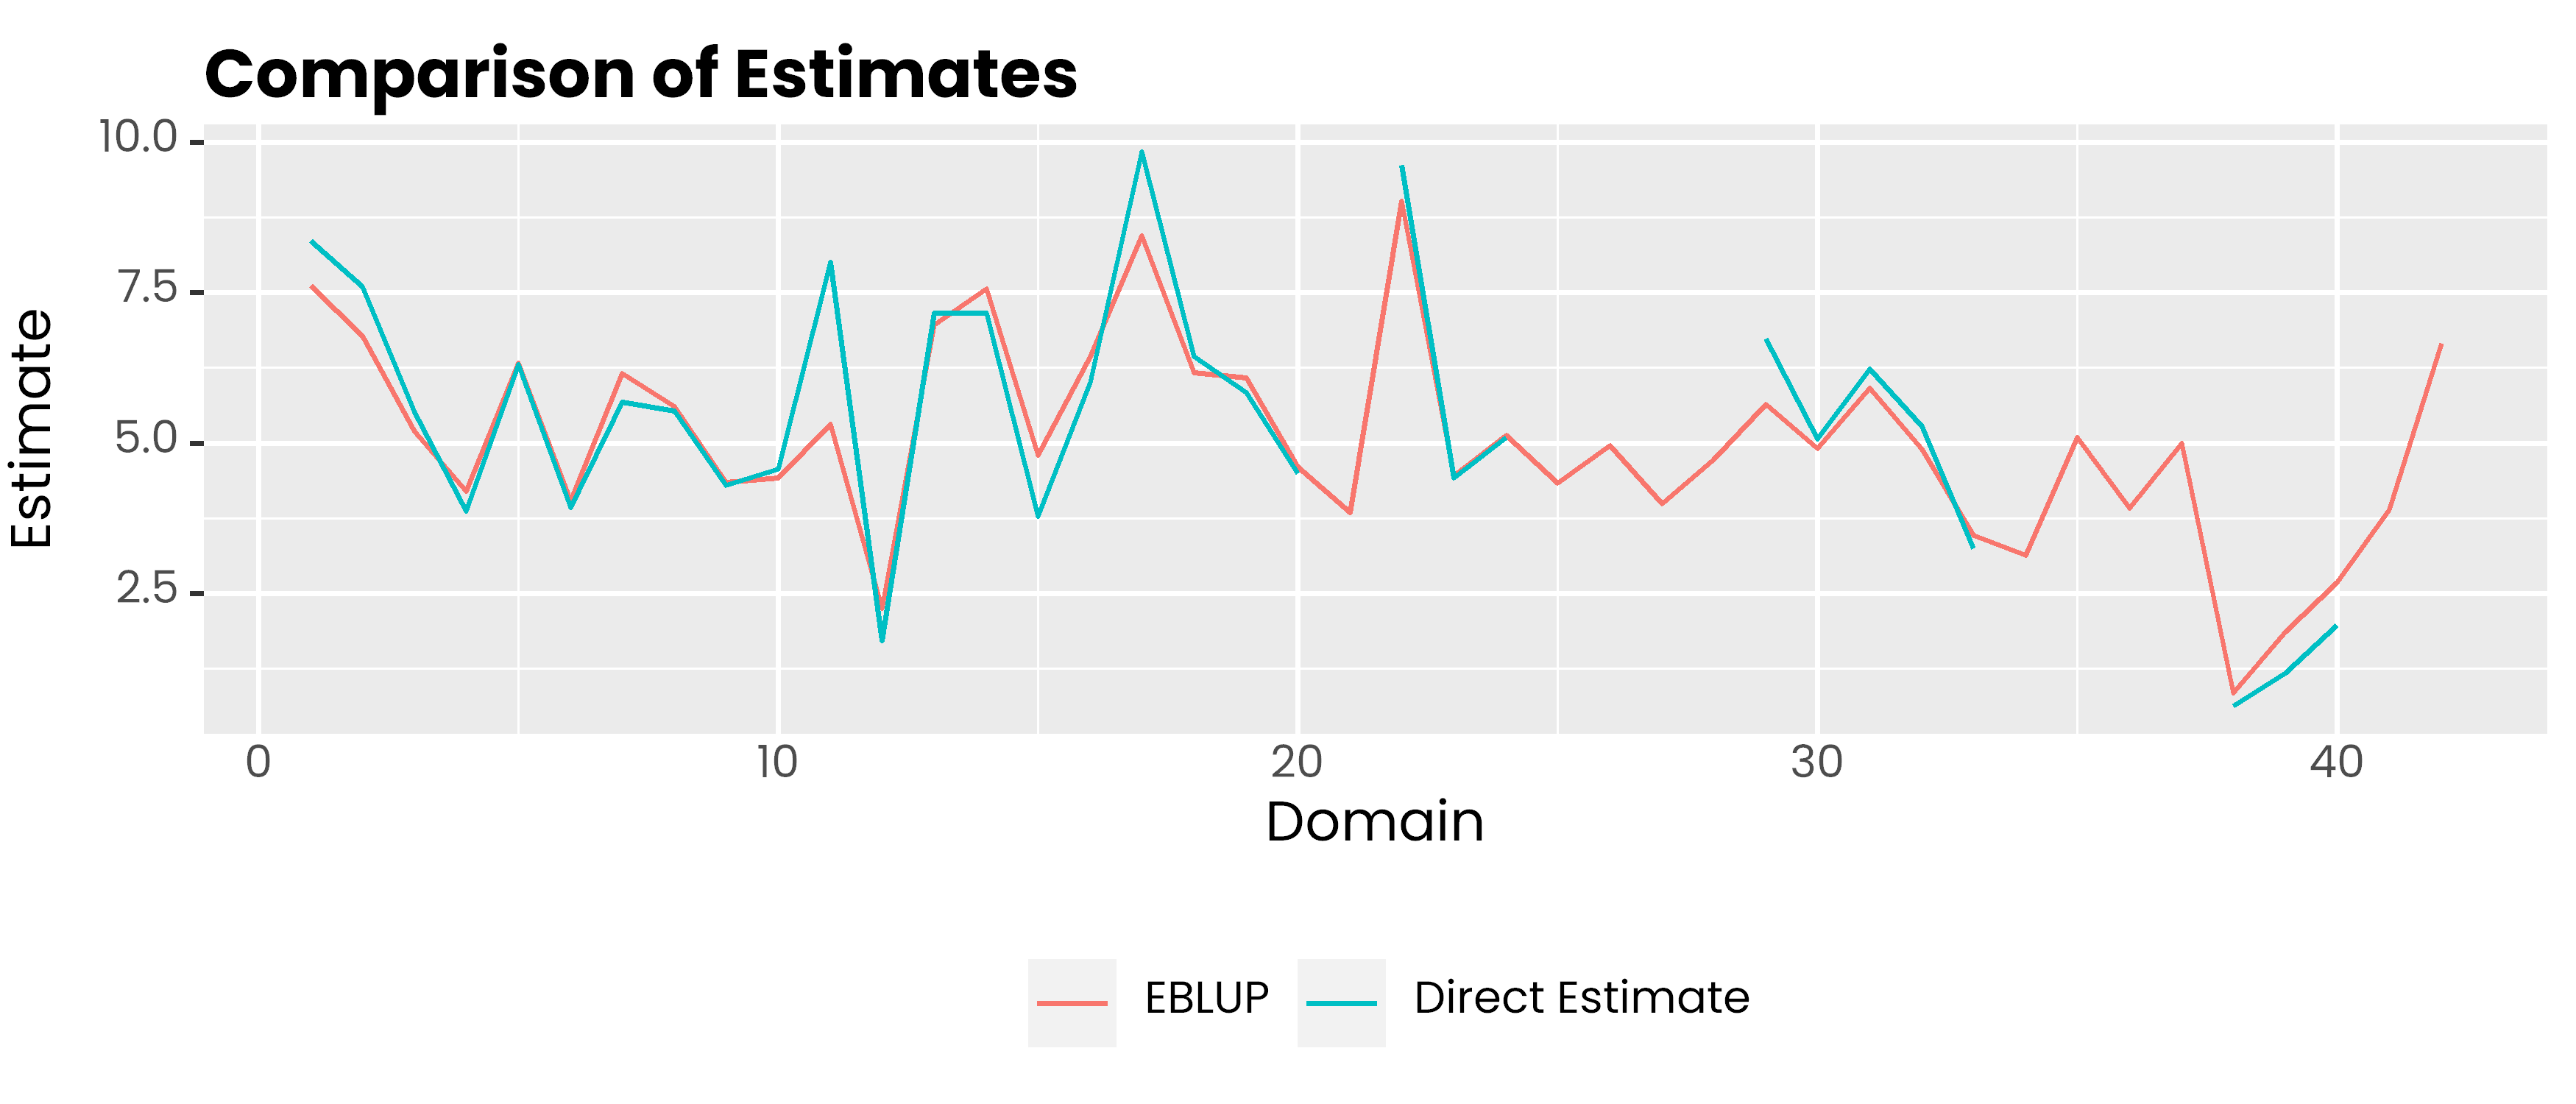 Comparison of Estimates
10.0
7.5
5.0
2.5
Estimate
0 10 20 30 40
Domain
EBLUP Direct Estimate